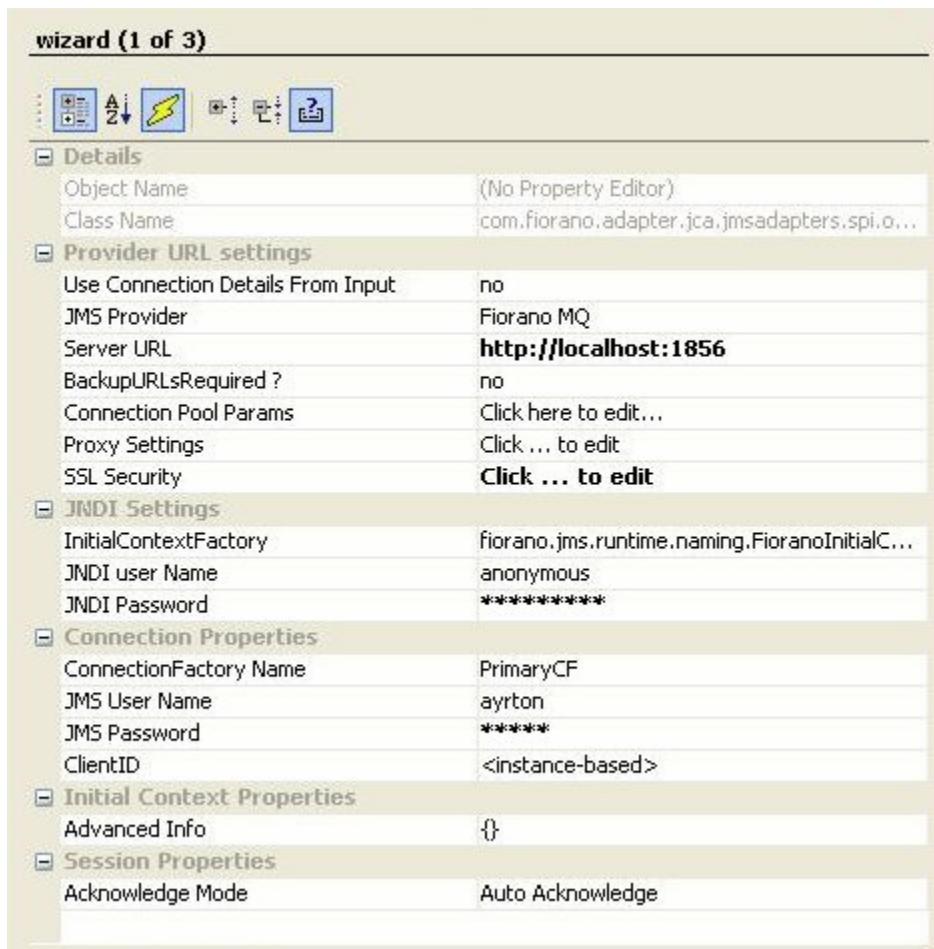 wizard (1 of 3)
Details
Object Name (No Property Editor)
Class Name com.fiorano.adapter.jca.jmsadapters.spi.o...
Provider URL settings
Use Connection Details From Input no
JMS Provider Fiorano MQ
Server URL http://localhost:1856
BackupURLsRequired ? no
Connection Pool Params Click here to edit...
Proxy Settings Click ... to edit
SSL Security Click ... to edit
JNDI Settings
InitialContextFactory fiorano.jms.runtime.naming.FioranoInitialC...
JNDI user Name anonymous
JNDI Password *********
Connection Properties
ConnectionFactory Name PrimaryCF
JMS User Name ayrton
JMS Password *****
ClientID <instance-based>
Initial Context Properties
Advanced Info {}
Session Properties
Acknowledge Mode Auto Acknowledge